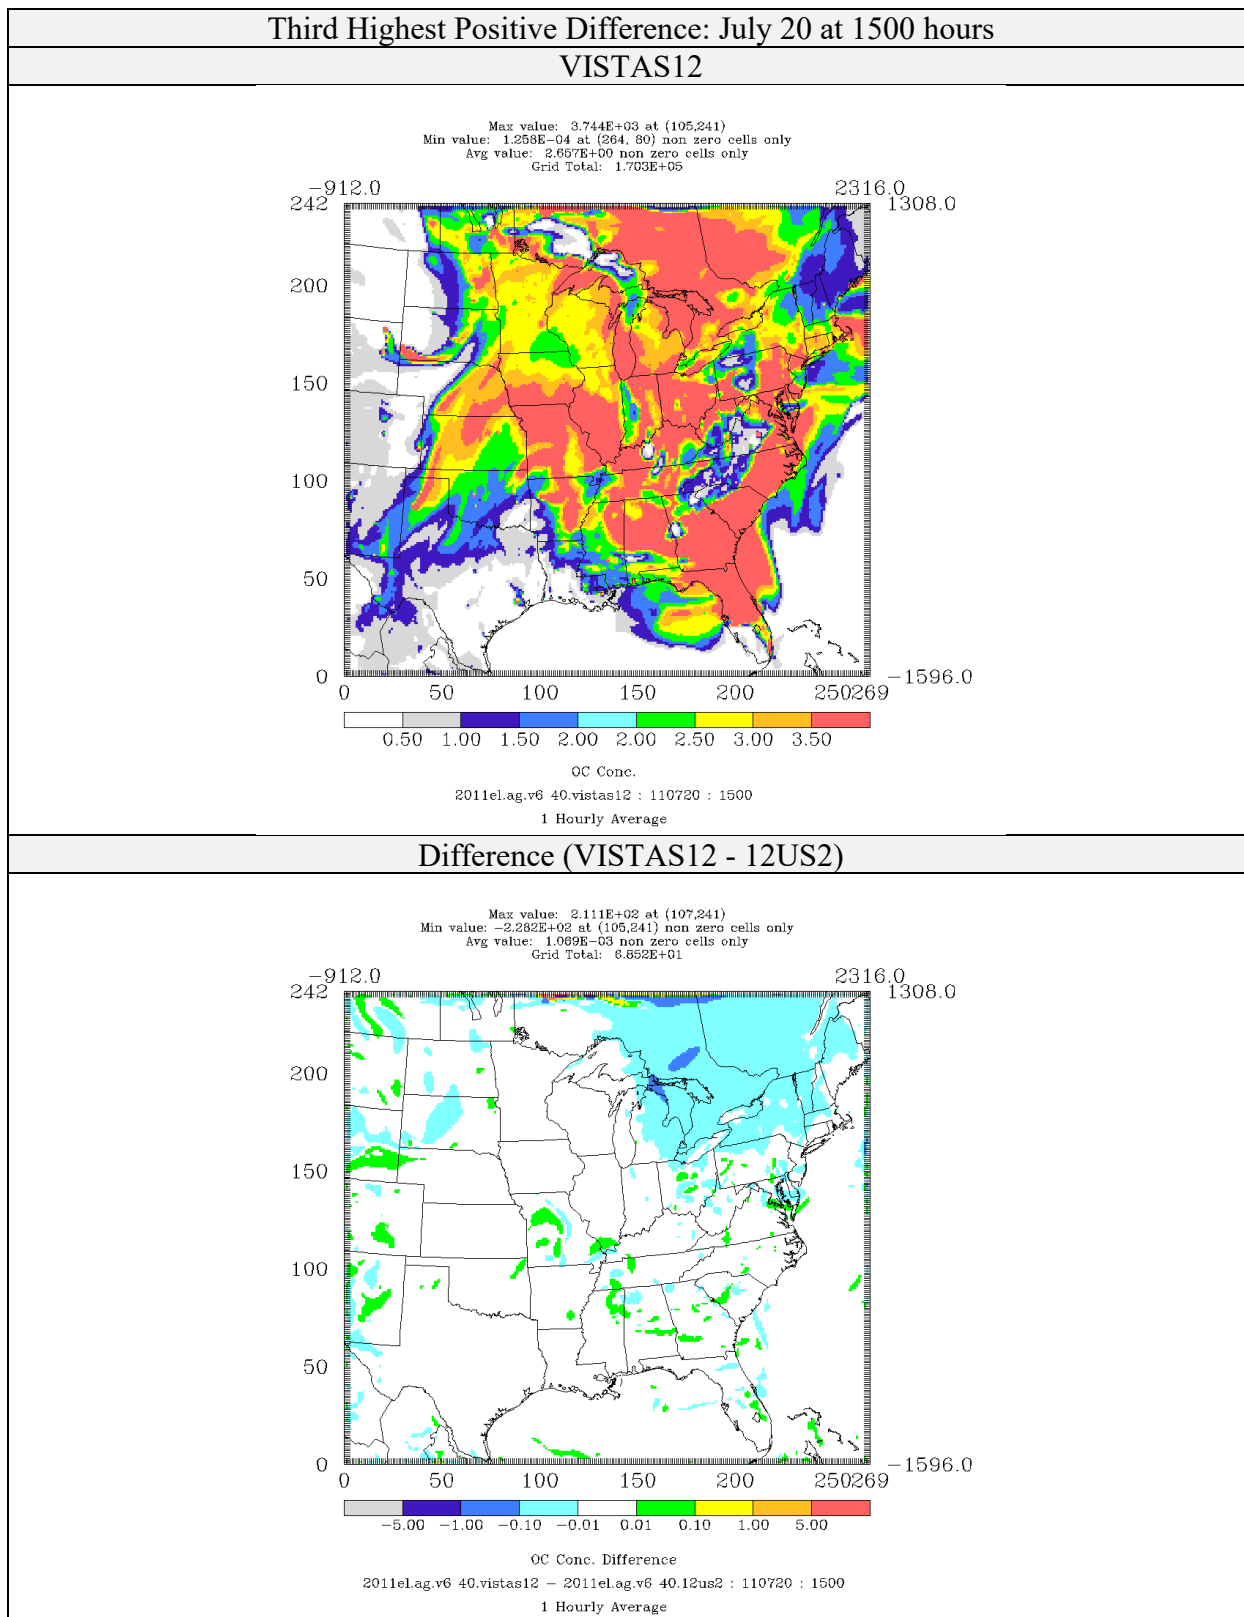 Third Highest Positive Difference: July 20 at 1500 hours
VISTAS12
Max value: 3.744E+03 at (105,241)
Min value: 1.258E-04 at (264, 80) non zero cells only
Avg value: 2.657E+00 non zero cells only
Grid Total: 1.703E+05
-912.0 2316.0
242 1308.0
200
150
100
50
0 -1596.0
0 50 100 150 200 250269
0.50 1.00 1.50 2.00 2.00 2.50 3.00 3.50
OC Conc.
2011el.ag.v6 40.vistas12 : 110720 : 1500
1 Hourly Average
Difference (VISTAS12 - 12US2)
Max value: 2.111E+02 at (107,241)
Min value: -2.282E+02 at (105,241) non zero cells only
Avg value: 1.069E-03 non zero cells only
Grid Total: 6.852E+01
-912.0 2316.0
242 1308.0
200
150
100
50
0 -1596.0
0 50 100 150 200 250269
-5.00 -1.00 -0.10 -0.01 0.01 0.10 1.00 5.00
OC Conc. Difference
2011el.ag.v6 40.vistas12 - 2011el.ag.v6 40.12us2 : 110720 : 1500
1 Hourly Average